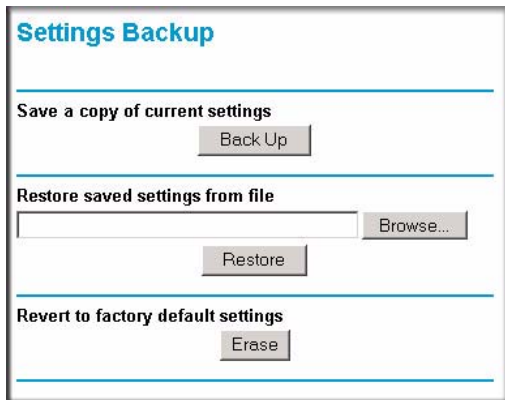 Settings Backup
Save a copy of current settings
Back Up
Restore saved settings from file
Browse...
Restore
Revert to factory default settings
Erase